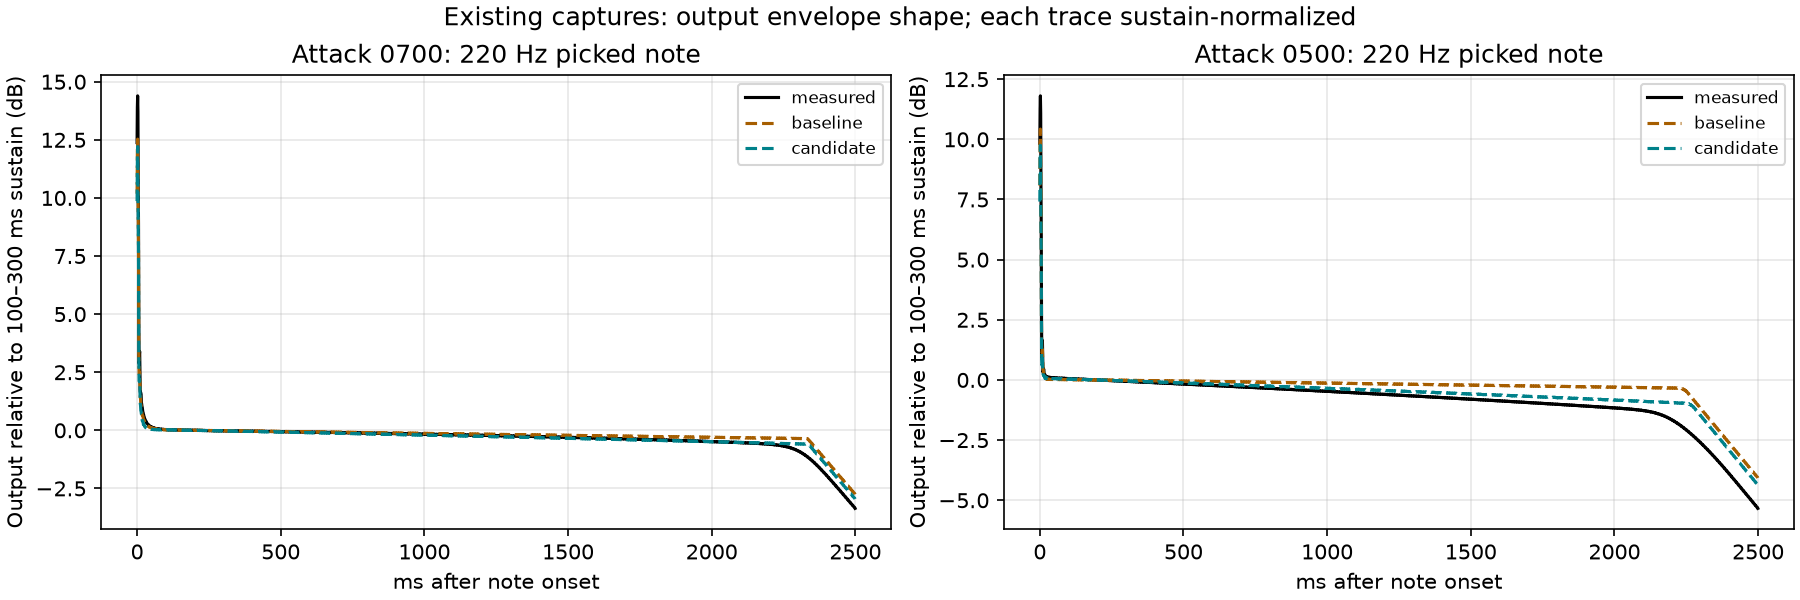 Existing captures: output envelope shape; each trace sustain-normalized
Attack 0700: 220 Hz picked note
Output relative to 100–300 ms sustain (dB)
15.0
12.5
10.0
7.5
5.0
2.5
0.0
−2.5
measured
baseline
candidate
0
500
1000
1500
2000
2500
ms after note onset
Attack 0500: 220 Hz picked note
Output relative to 100–300 ms sustain (dB)
12.5
10.0
7.5
5.0
2.5
0.0
−2.5
−5.0
measured
baseline
candidate
0
500
1000
1500
2000
2500
ms after note onset